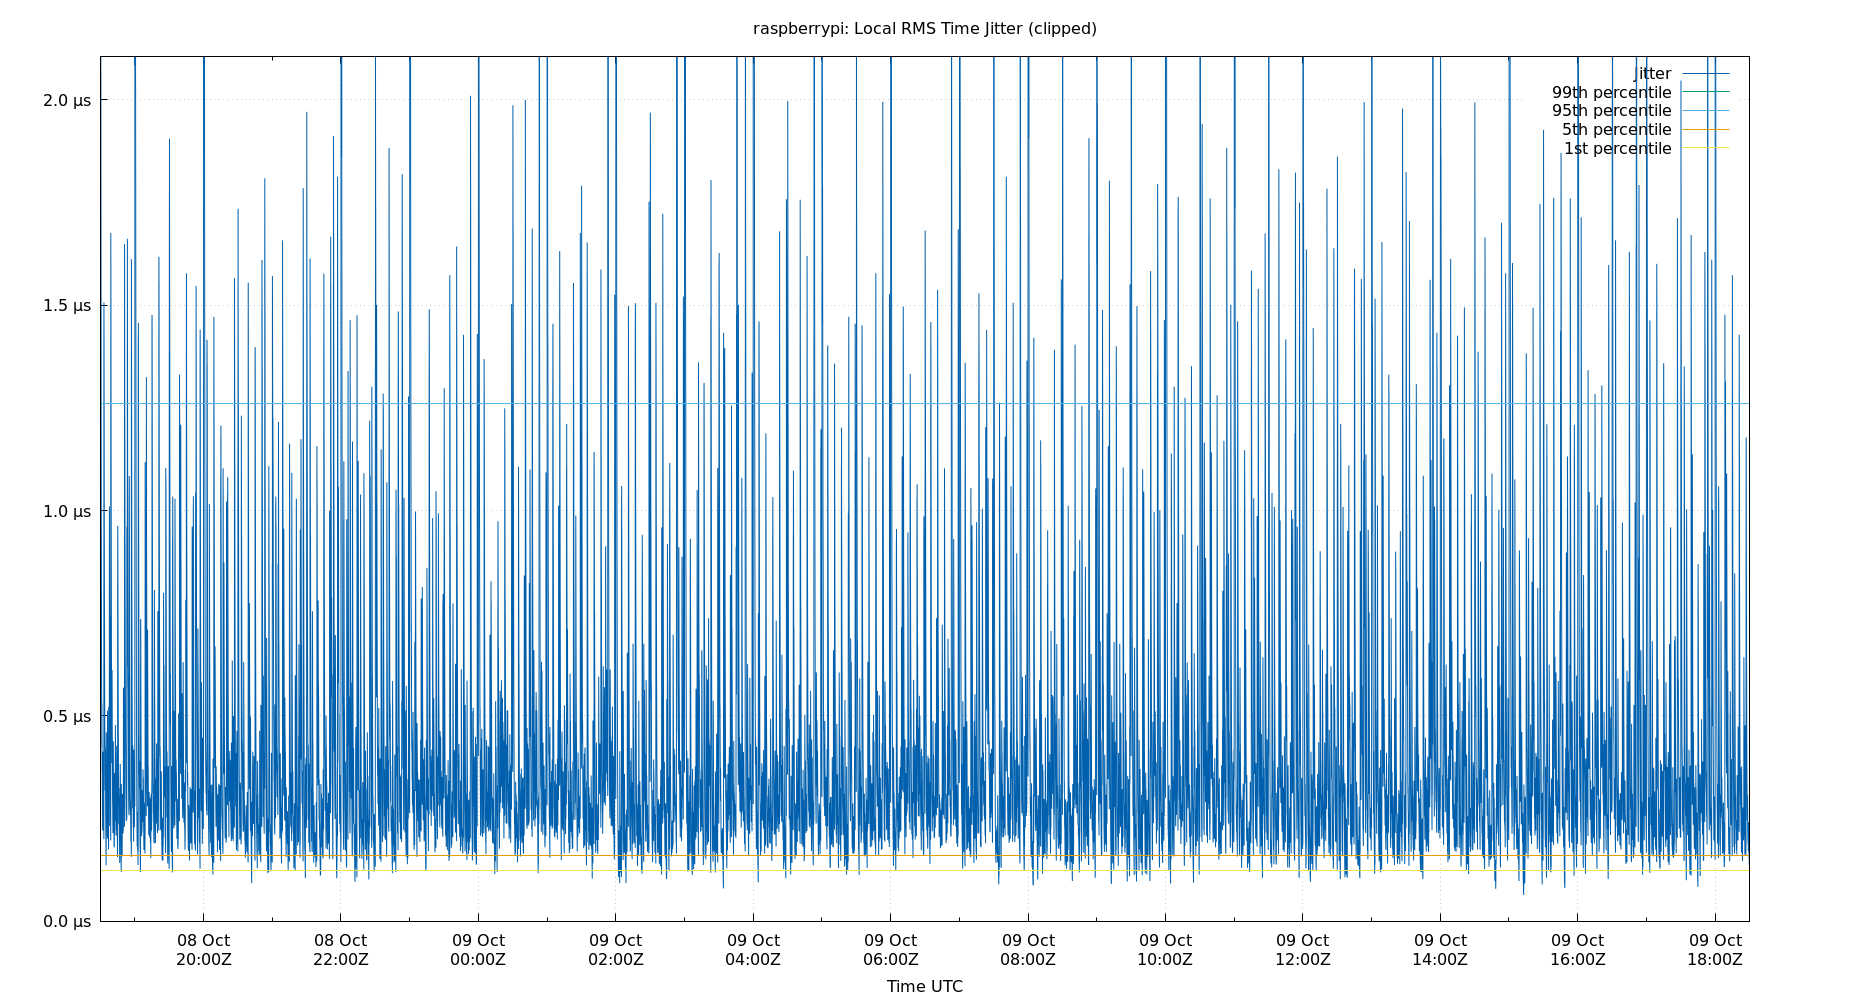 raspberrypi: Local RMS Time Jitter (clipped)
Jitter
99th percentile
95th percentile
5th percentile
1st percentile
2.0 µs
1.5 µs
1.0 µs
0.5 µs
0.0 µs
08 Oct 08 Oct 09 Oct 09 Oct 09 Oct 09 Oct 09 Oct 09 Oct 09 Oct 09 Oct 09 Oct 09 Oct
20:00Z 22:00Z 00:00Z 02:00Z 04:00Z 06:00Z 08:00Z 10:00Z 12:00Z 14:00Z 16:00Z 18:00Z
Time UTC